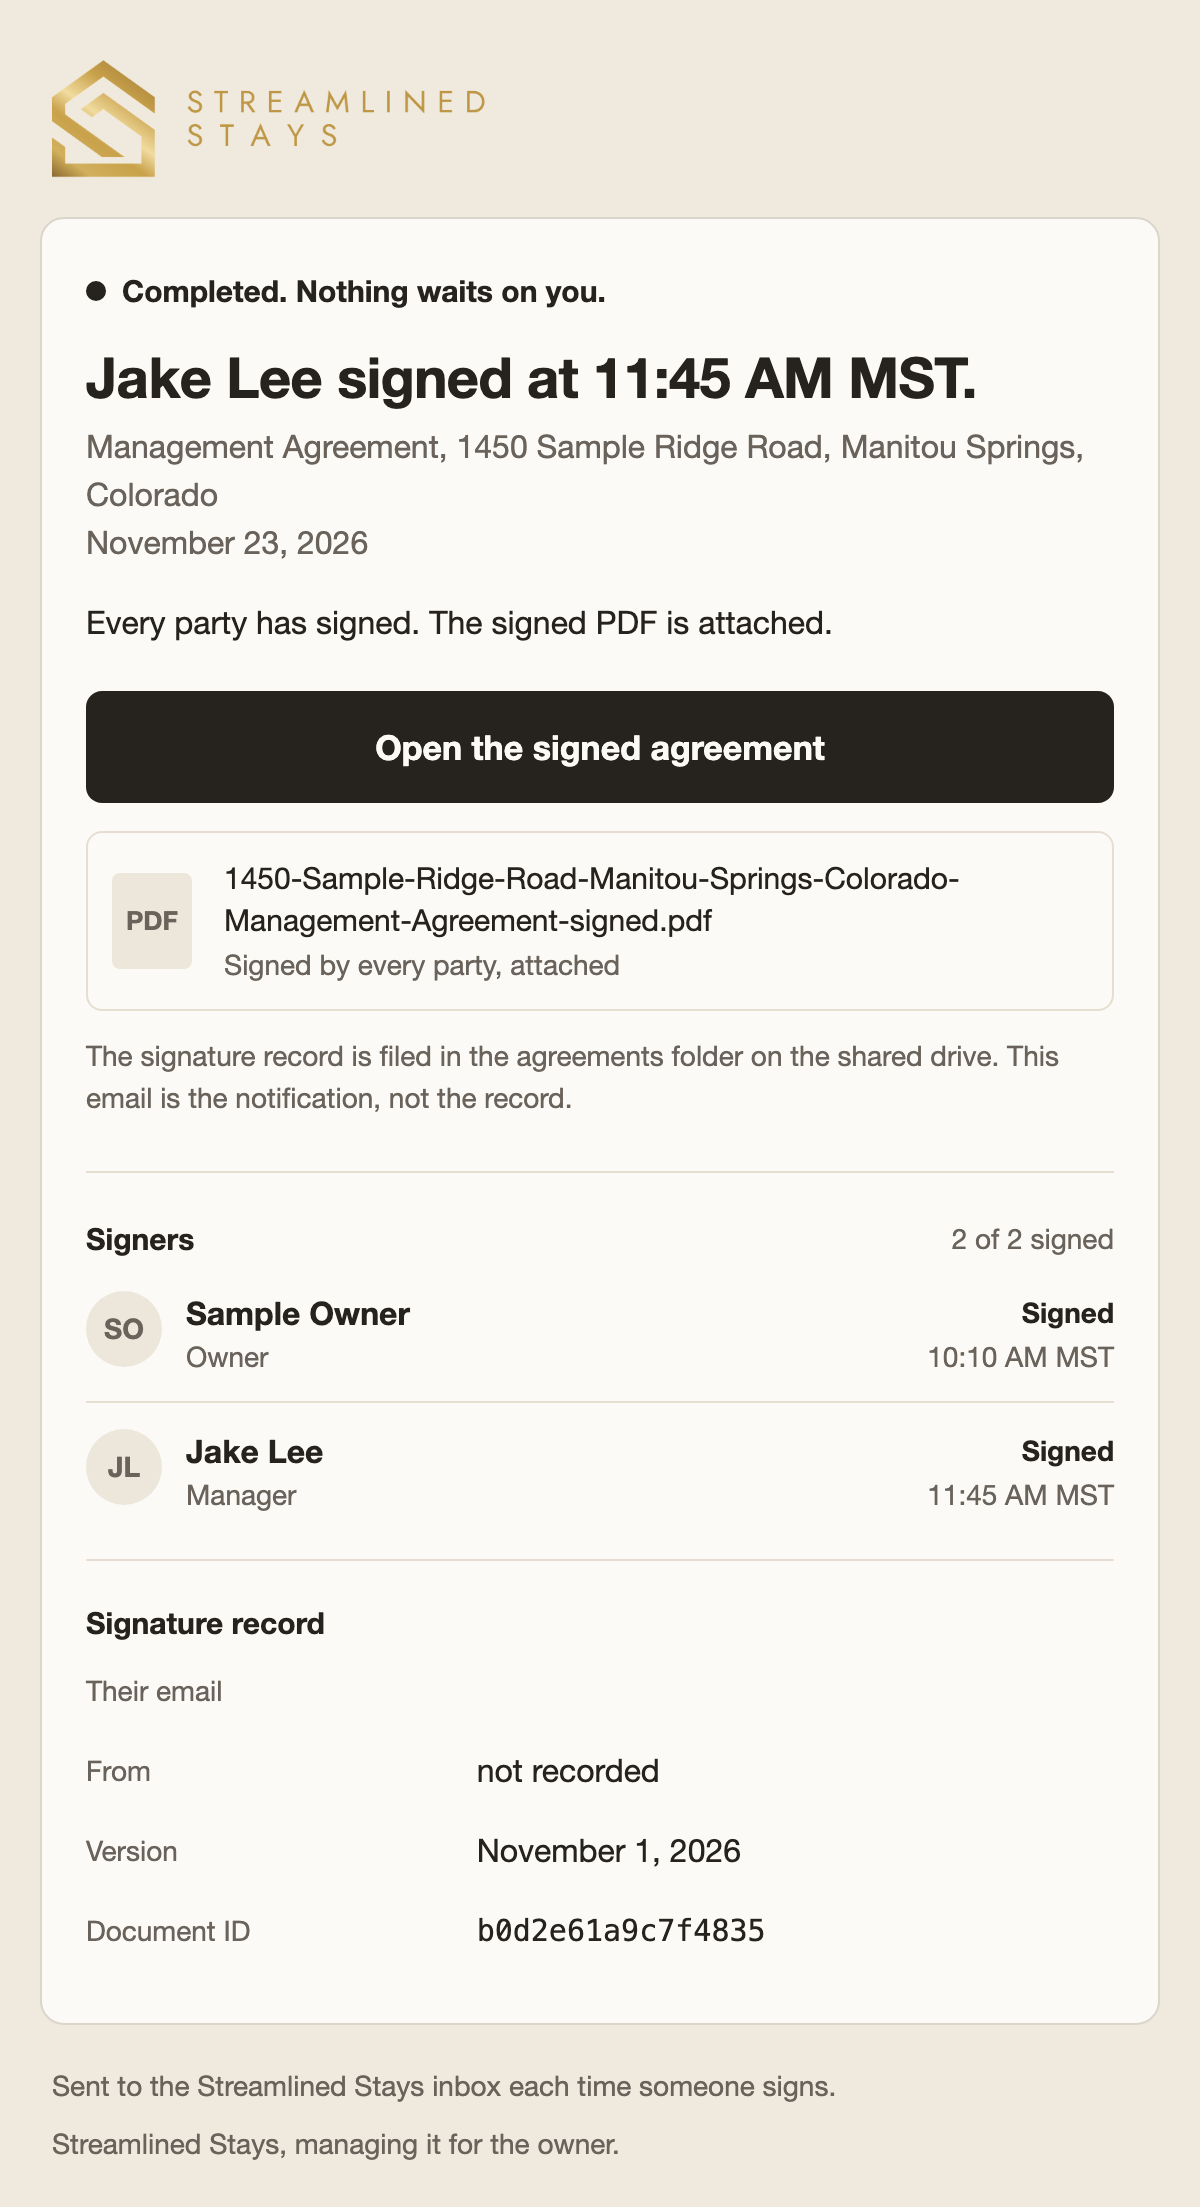 STREAMLINED
STAYS
Completed. Nothing waits on you.
Jake Lee signed at 11:45 AM MST.
Management Agreement, 1450 Sample Ridge Road, Manitou Springs,
Colorado
November 23, 2026
Every party has signed. The signed PDF is attached.
Open the signed agreement
PDF
1450-Sample-Ridge-Road-Manitou-Springs-Colorado-
Management-Agreement-signed.pdf
Signed by every party, attached
The signature record is filed in the agreements folder on the shared drive. This
email is the notification, not the record.
Signers
2 of 2 signed
SO
Sample Owner
Signed
Owner
10:10 AM MST
JL
Jake Lee
Signed
Manager
11:45 AM MST
Signature record
Their email
From
not recorded
Version
November 1, 2026
Document ID
b0d2e61a9c7f4835
Sent to the Streamlined Stays inbox each time someone signs.
Streamlined Stays, managing it for the owner.